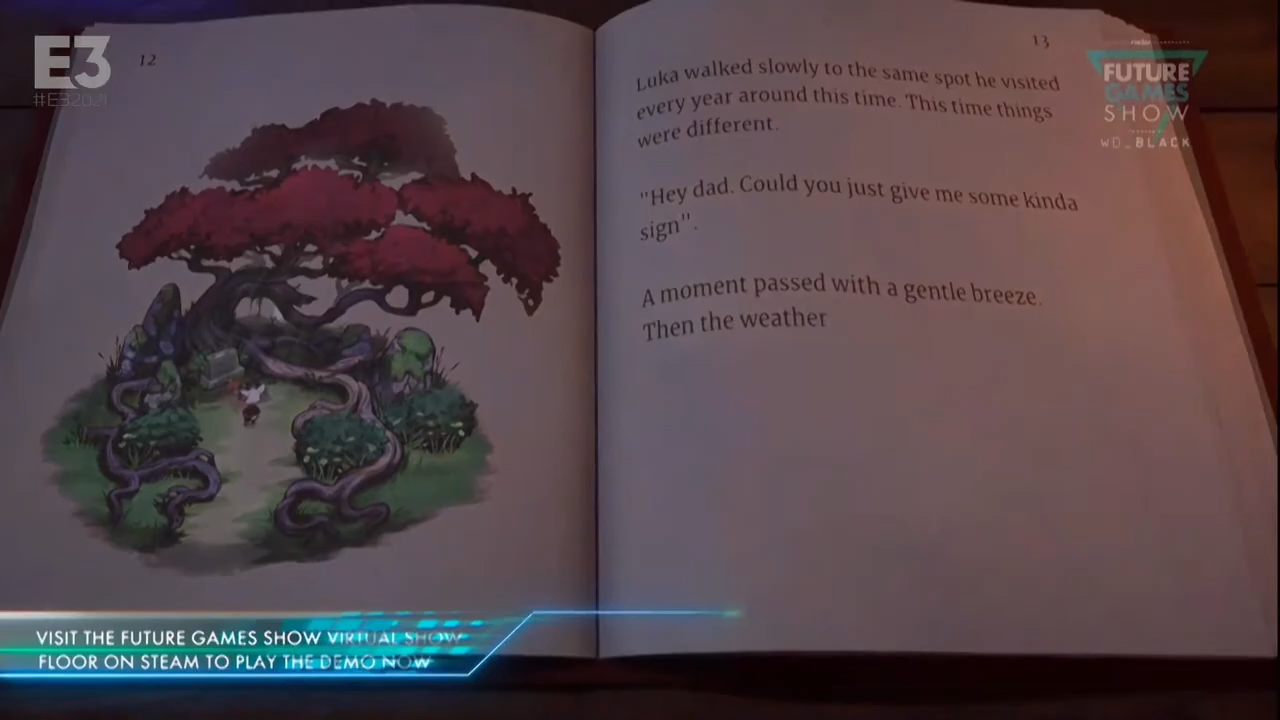 E3
#E32021
12
13
FUTURE
GAMES
SHOW
WD_BLACK
Luka walked slowly to the same spot he visited
every year around this time. This time things
were different.
"Hey dad. Could you just give me some kinda
sign".
A moment passed with a gentle breeze.
Then the weather
VISIT THE FUTURE GAMES SHOW VIRTUAL SHOW
FLOOR ON STEAM TO PLAY THE DEMO NOW